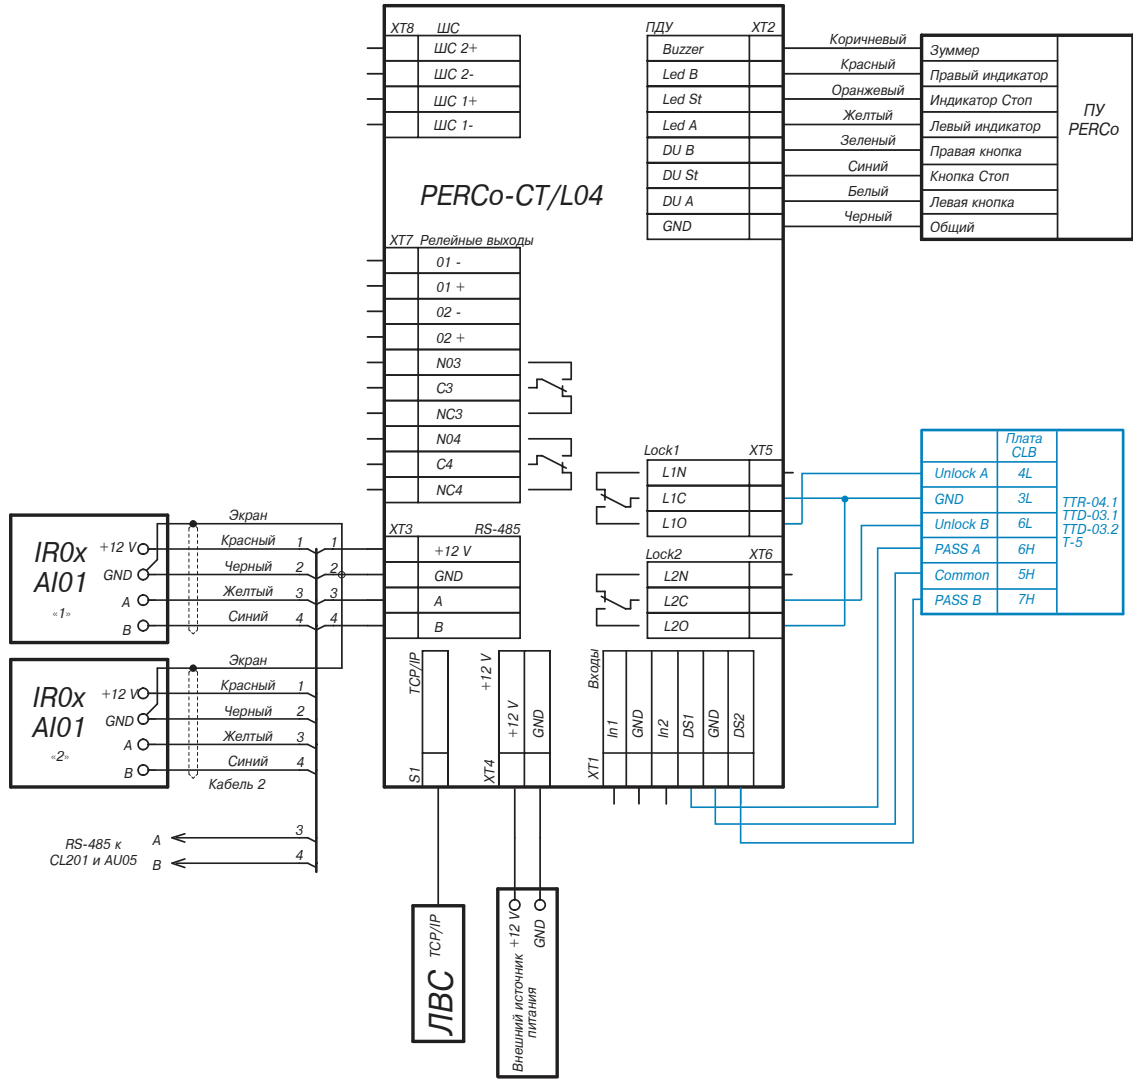 XT8 ШС
ШС 2+
ШС 2-
ШС 1+
ШС 1-
ПДУ XT2
Buzzer
Led B
Led St
Led A
DU B
DU St
DU A
GND
Коричневый
Красный
Оранжевый
Желтый
Зеленый
Синий
Белый
Черный
Зуммер
Правый индикатор
Индикатор Стоп
Левый индикатор
Правая кнопка
Кнопка Стоп
Левая кнопка
Общий
ПУ
PERCo
PERCo-CT/L04
XT7 Релейные выходы
01 -
01 +
02 -
02 +
N03
C3
NC3
N04
C4
NC4
Lock1 XT5
L1N
L1C
L1O
Lock2 XT6
L2N
L2C
L2O
Плата
CLB
Unlock A 4L
GND 3L
Unlock B 6L
PASS A 6H
Common 5H
PASS B 7H
TTR-04.1
TTD-03.1
TTD-03.2
T-5
XT3 RS-485
+12 V
GND
A
B
IR0x
AI01
«1»
+12 V
GND
A
B
Экран
Красный 1 1
Черный 2 2
Желтый 3 3
Синий 4 4
IR0x
AI01
«2»
+12 V
GND
A
B
Экран
Красный 1
Черный 2
Желтый 3
Синий 4
Кабель 2
RS-485 к
CL201 и AU05
A 3
B 4
TCP/IP
S1
+12 V
+12 V
GND
XT4
Входы
In1
GND
In2
DS1
GND
DS2
XT1
ЛВС TCP/IP
Внешний источник
питания
+12 V
GND